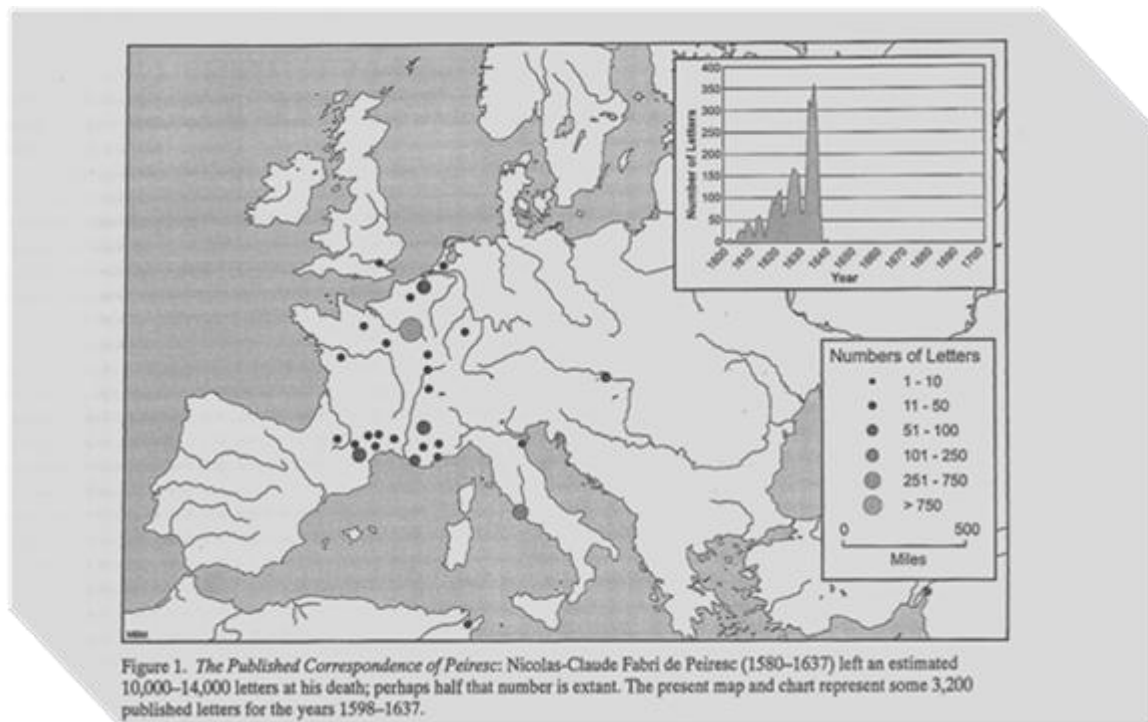 400
350
300
250
200
150
100
50
0
Number of Letters
1600
1610
1620
1630
1640
1650
1660
1670
1680
1690
1700
Year
Numbers of Letters
1 - 10
11 - 50
51 - 100
101 - 250
251 - 750
> 750
0 500
Miles
Figure 1. The Published Correspondence of Peiresc: Nicolas-Claude Fabri de Peiresc (1580–1637) left an estimated
10,000–14,000 letters at his death; perhaps half that number is extant. The present map and chart represent some 3,200
published letters for the years 1598–1637.